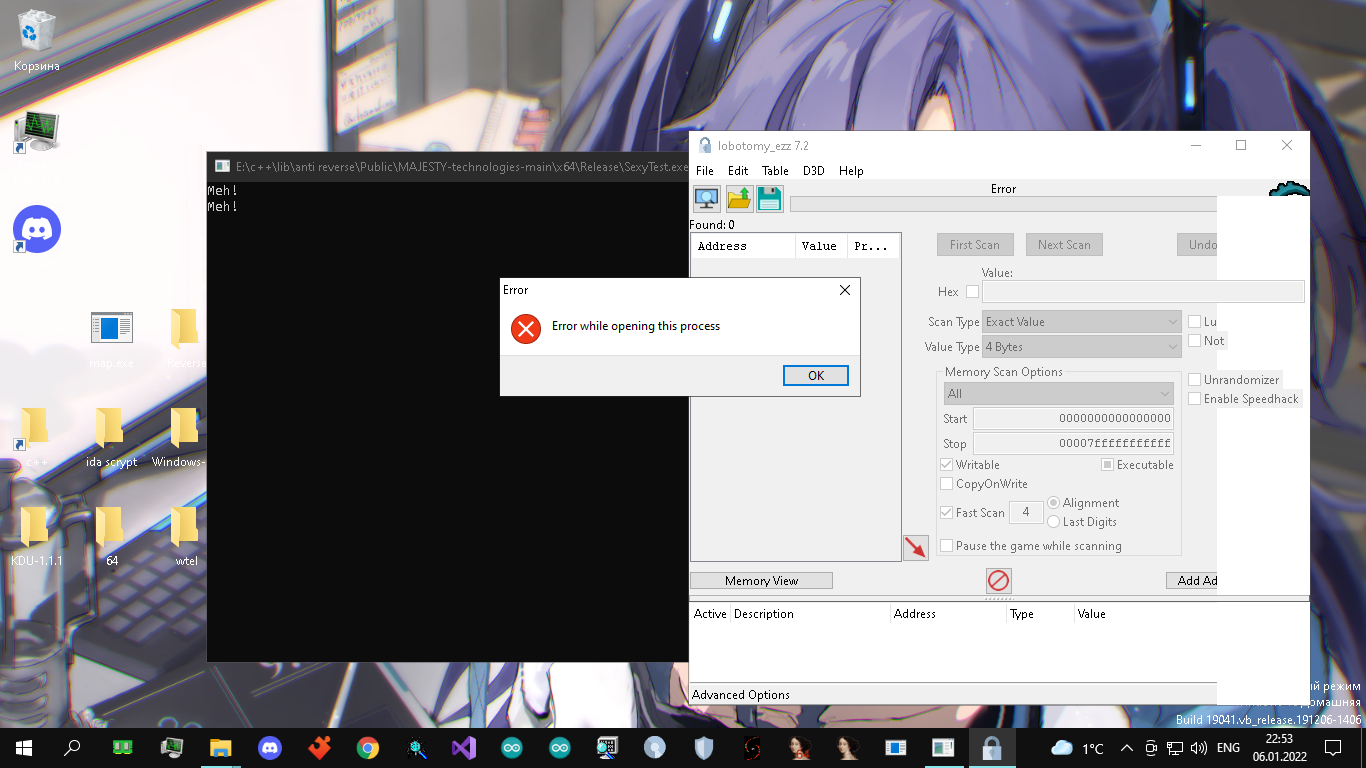 Корзина
map.exe
Reverse
c++
ida scrypt
Windows-
KDU-1.1.1
64
wtel
E:\c++\lib\anti reverse\Public\MAJESTY-technologies-main\x64\Release\SexyTest.exe
Meh!
Meh!
lobotomy_ezz 7.2
File Edit Table D3D Help
Error
Found: 0
Address Value Pr...
First Scan Next Scan Undo
Value:
Hex
Scan Type Exact Value Lu
Value Type 4 Bytes Not
Memory Scan Options
All
Unrandomizer
Enable Speedhack
Start 0000000000000000
Stop 00007fffffffffff
Writable Executable
CopyOnWrite
Fast Scan 4 Alignment
Last Digits
Pause the game while scanning
Memory View Add Ad
Active Description Address Type Value
Advanced Options
Error
Error while opening this process
OK
ый режим
домашняя
Build 19041.vb_release.191206-1406
1°C ENG 22:53
06.01.2022